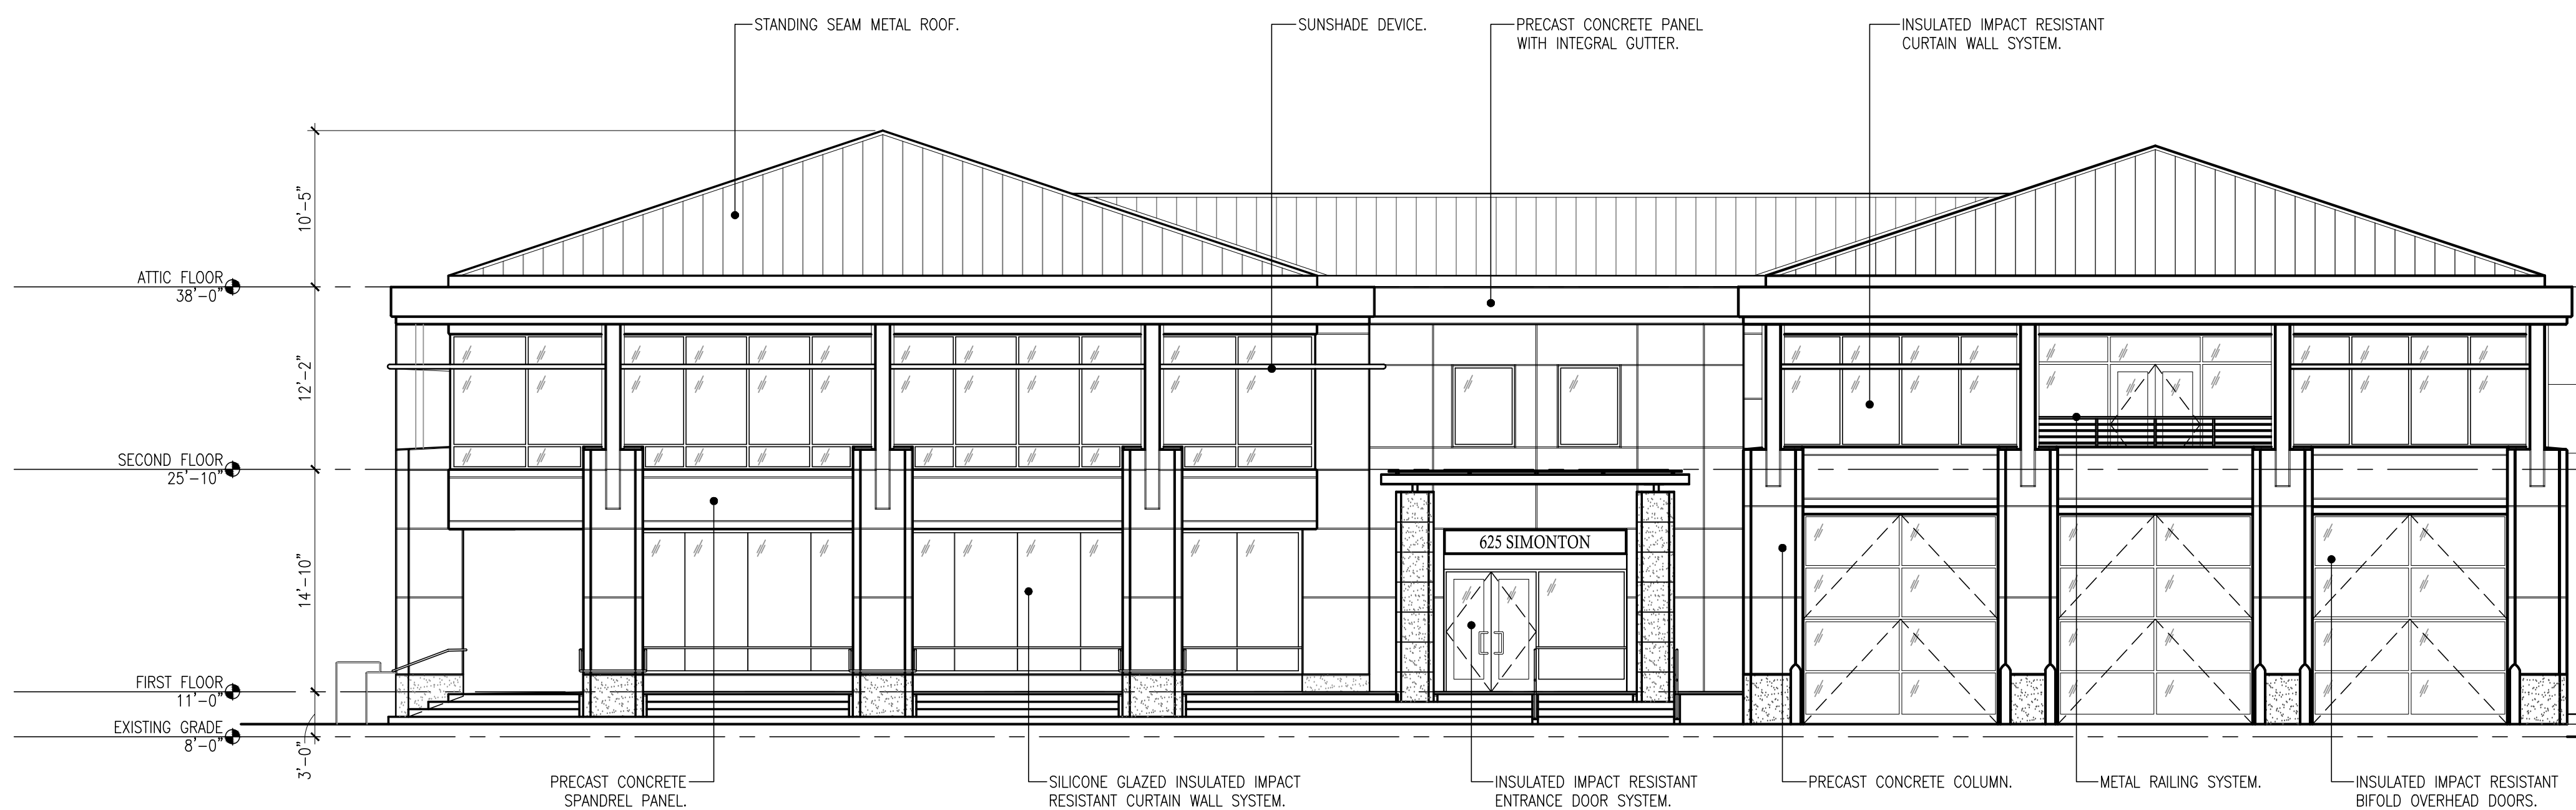 STANDING SEAM METAL ROOF.
SUNSHADE DEVICE.
PRECAST CONCRETE PANEL
WITH INTEGRAL GUTTER.
INSULATED IMPACT RESISTANT
CURTAIN WALL SYSTEM.
10'-5"
ATTIC FLOOR
38'-0"
12'-2"
SECOND FLOOR
25'-10"
14'-10"
625 SIMONTON
FIRST FLOOR
11'-0"
EXISTING GRADE
8'-0"
3'-0"
PRECAST CONCRETE
SPANDREL PANEL.
SILICONE GLAZED INSULATED IMPACT
RESISTANT CURTAIN WALL SYSTEM.
INSULATED IMPACT RESISTANT
ENTRANCE DOOR SYSTEM.
PRECAST CONCRETE COLUMN.
METAL RAILING SYSTEM.
INSULATED IMPACT RESISTANT
BIFOLD OVERHEAD DOORS.